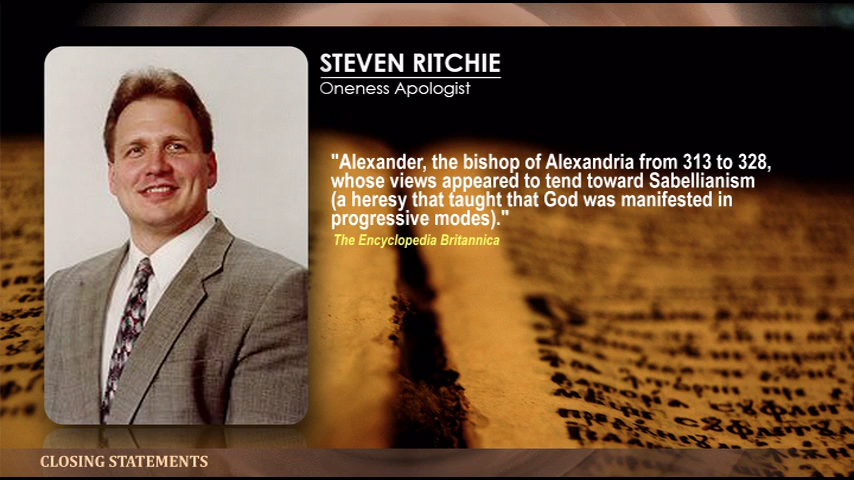 STEVEN RITCHIE
Oneness Apologist
"Alexander, the bishop of Alexandria from 313 to 328,
whose views appeared to tend toward Sabellianism
(a heresy that taught that God was manifested in
progressive modes)."
The Encyclopedia Britannica
CLOSING STATEMENTS